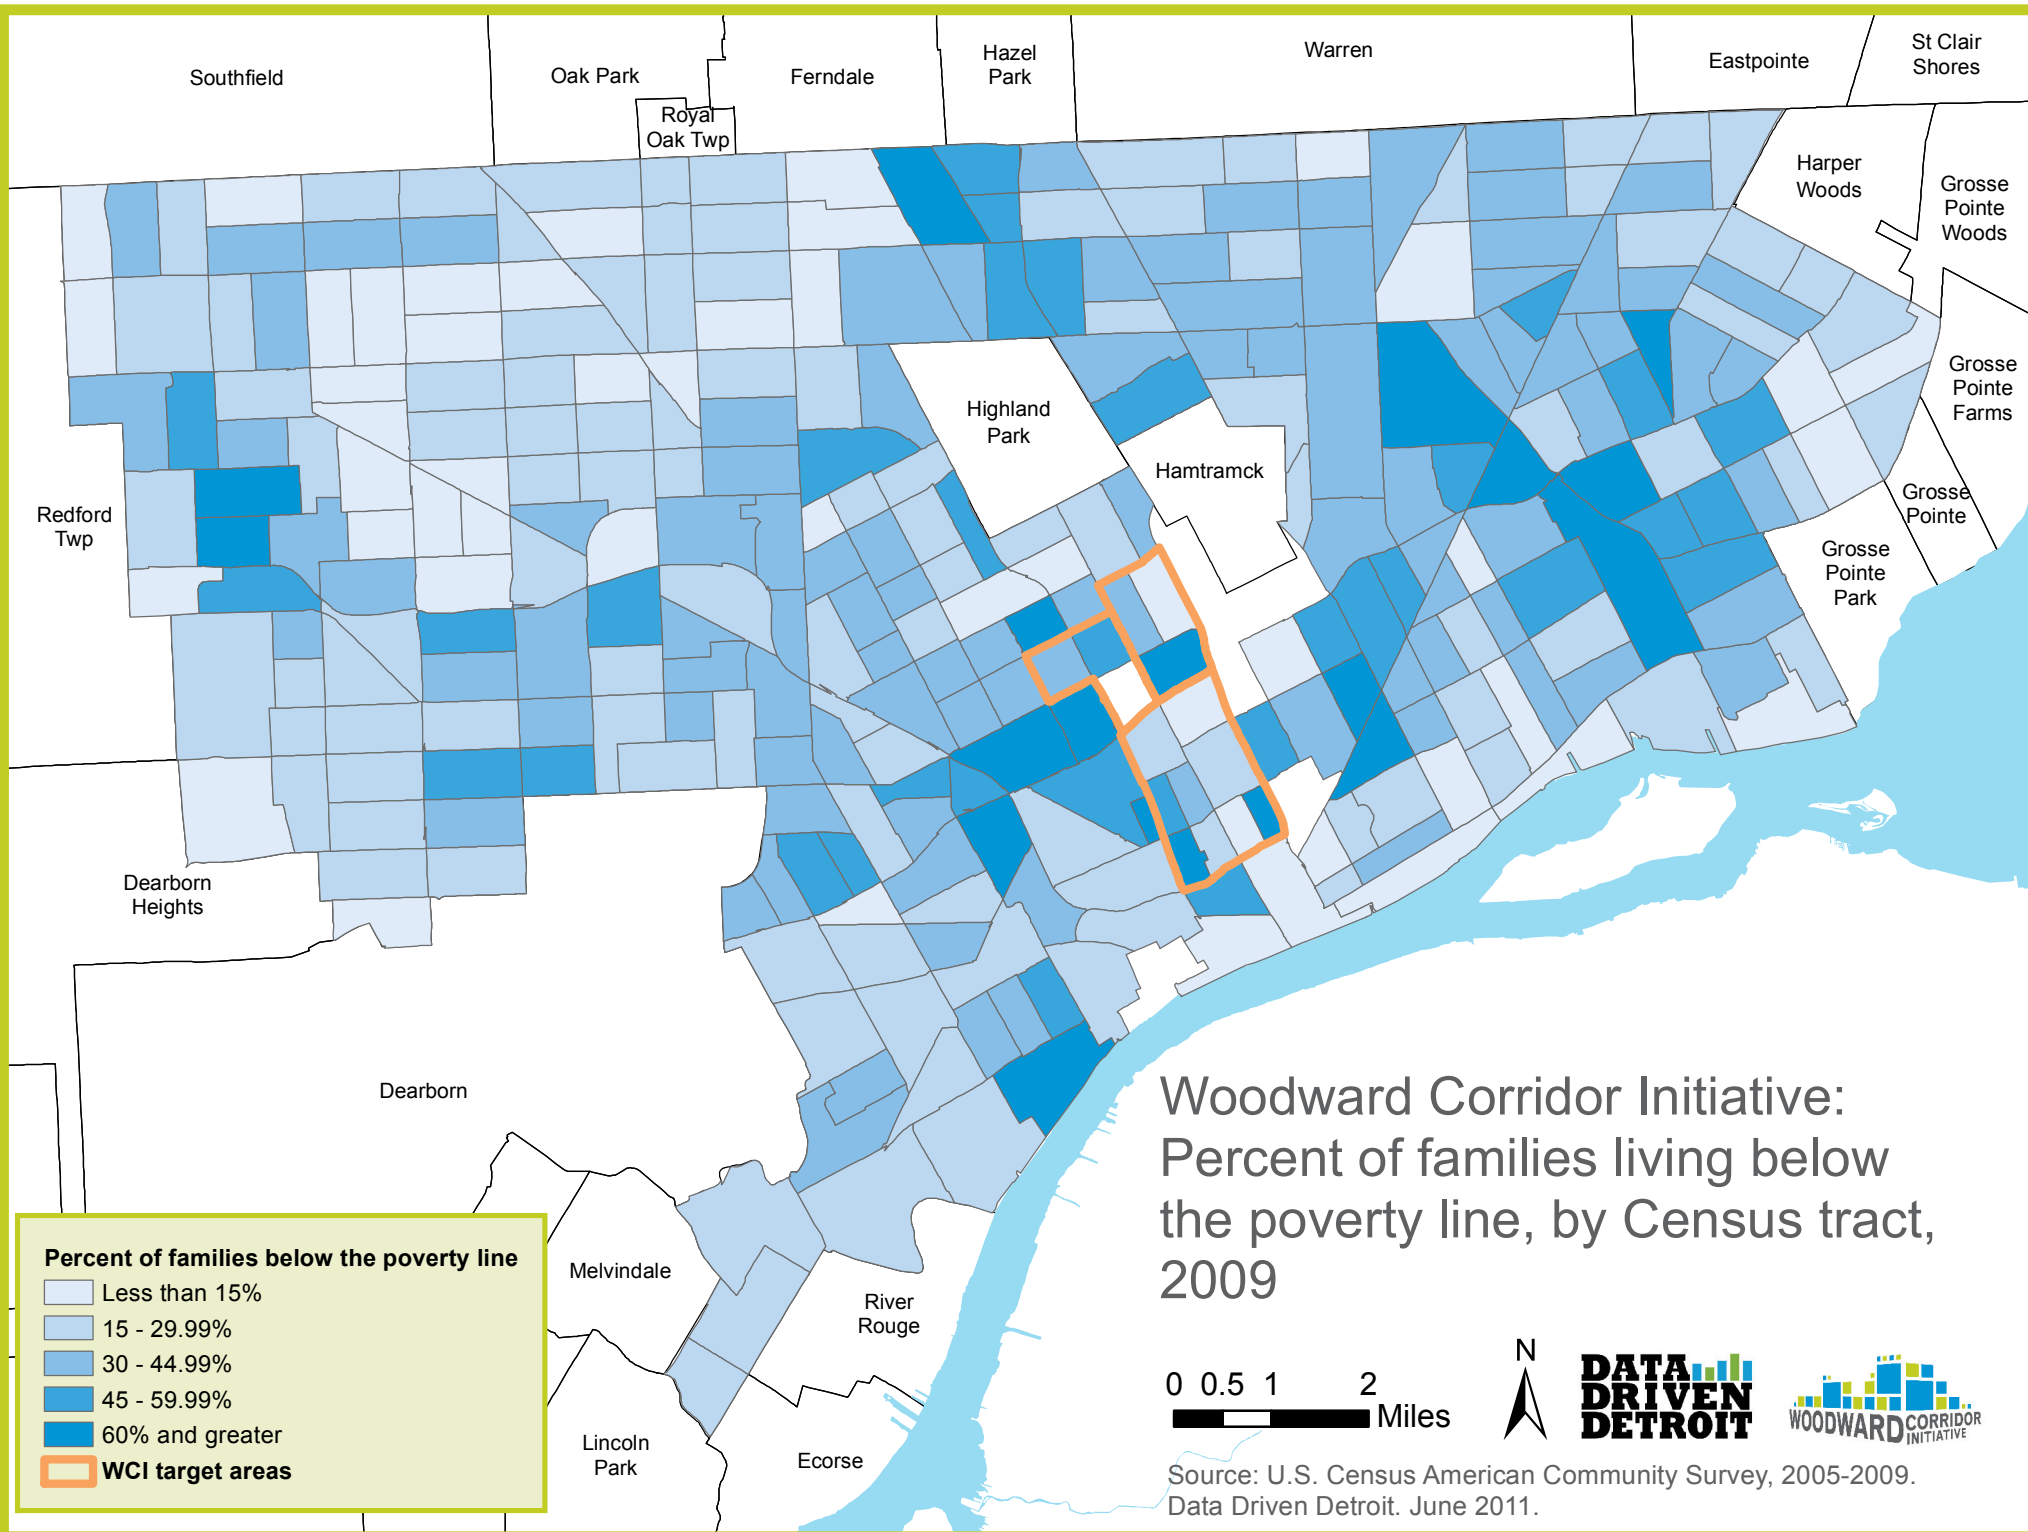 Southfield
Oak Park
Ferndale
Hazel
Park
Warren
Eastpointe
St Clair
Shores
Royal
Oak Twp
Harper
Woods
Grosse
Pointe
Woods
Grosse
Pointe
Farms
Highland
Park
Hamtramck
Redford
Twp
Grosse
Pointe
Grosse
Pointe
Park
Dearborn
Heights
Dearborn
Melvindale
River
Rouge
Lincoln
Park
Ecorse
Woodward Corridor Initiative:
Percent of families living below
the poverty line, by Census tract,
2009
Percent of families below the poverty line
Less than 15%
15 - 29.99%
30 - 44.99%
45 - 59.99%
60% and greater
WCI target areas
0 0.5 1 2
Miles
N
DATA
DRIVEN
DETROIT
WOODWARD CORRIDOR
INITIATIVE
Source: U.S. Census American Community Survey, 2005-2009.
Data Driven Detroit. June 2011.